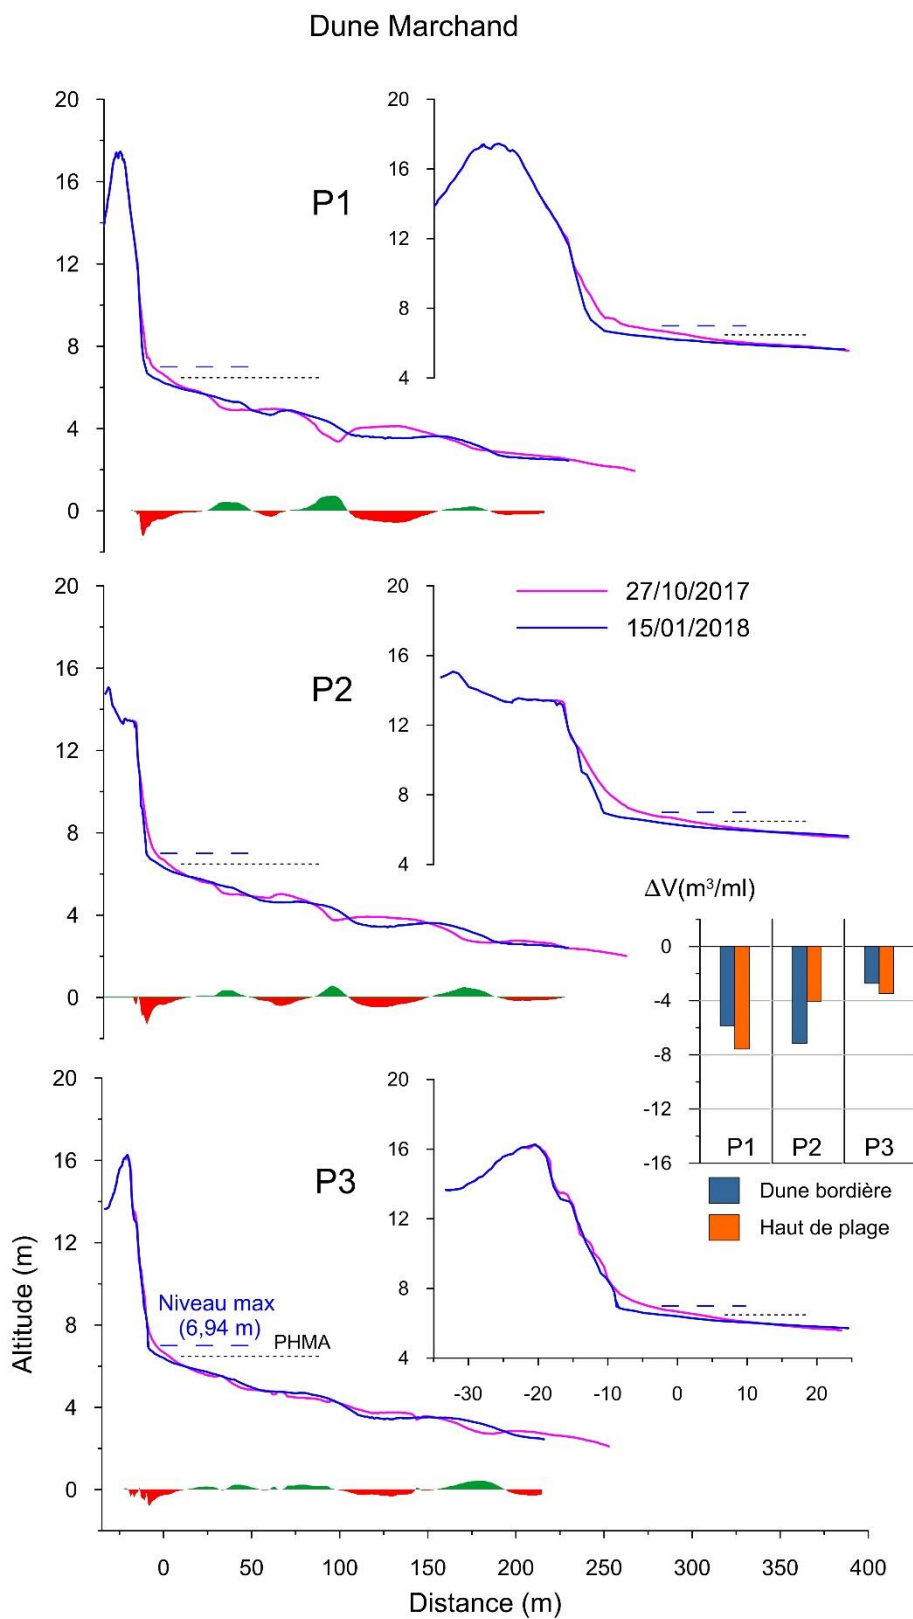 Dune Marchand
20
16
12
8
4
0
P1
20
16
12
8
4
20
16
12
8
4
0
P2
20
16
12
8
4
27/10/2017
15/01/2018
ΔV(m³/ml)
0
-4
-8
-12
-16
P1 P2 P3
Dune bordière
Haut de plage
20
16
12
8
4
0
P3
Niveau max
(6,94 m)
PHMA
20
16
12
8
4
-30 -20 -10 0 10 20
Altitude (m)
0 50 100 150 200 250 300 350 400
Distance (m)